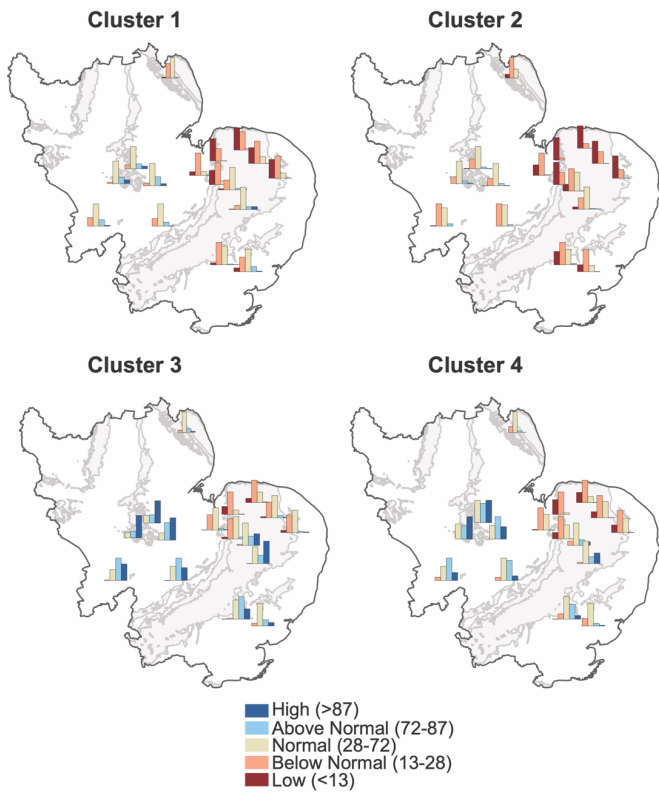 Cluster 1
Cluster 2
Cluster 3
Cluster 4
High (>87)
Above Normal (72-87)
Normal (28-72)
Below Normal (13-28)
Low (<13)